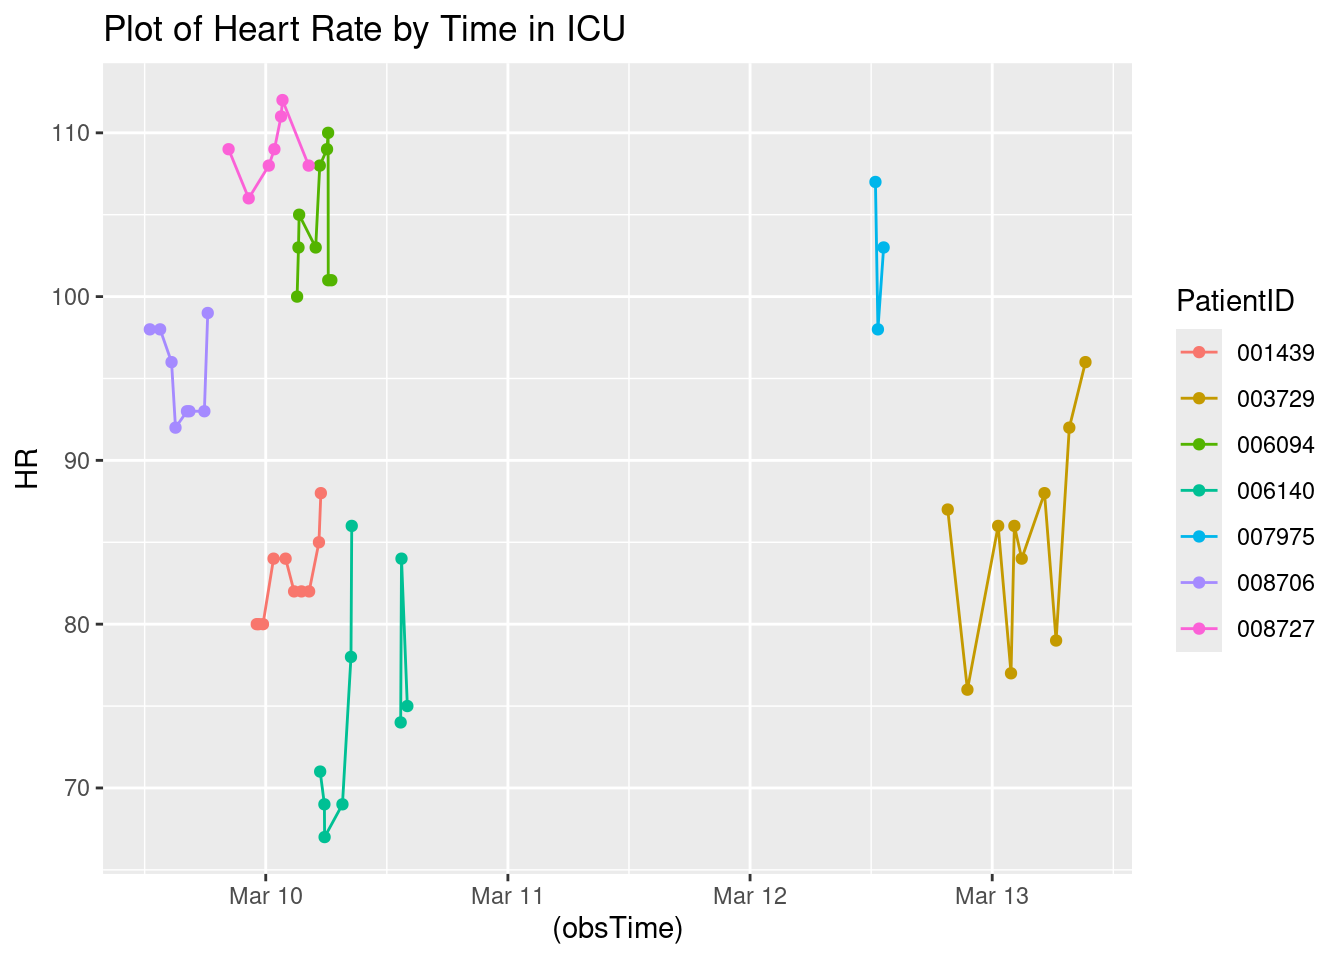 Plot of Heart Rate by Time in ICU
HR
110
100
90
80
70
Mar 10
Mar 11
Mar 12
Mar 13
(obsTime)
PatientID
001439
003729
006094
006140
007975
008706
008727